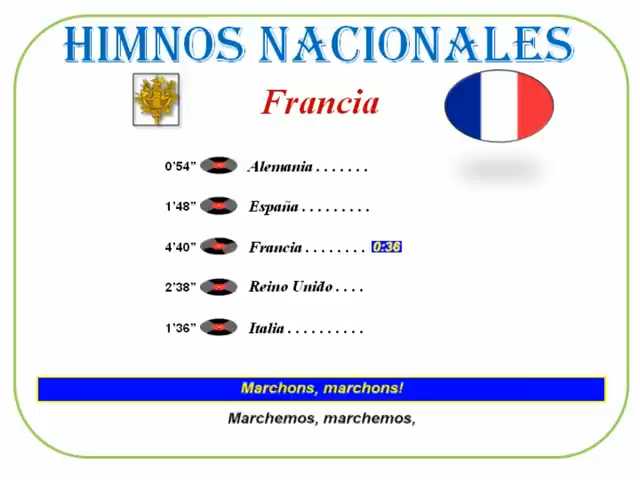 HIMNOS NACIONALES
Francia
0'54" Alemania . . . . . . .
1'48" España . . . . . . . . .
4'40" Francia . . . . . . . . 0:36
2'38" Reino Unido . . . .
1'36" Italia . . . . . . . . . .
Marchons, marchons!
Marchemos, marchemos,